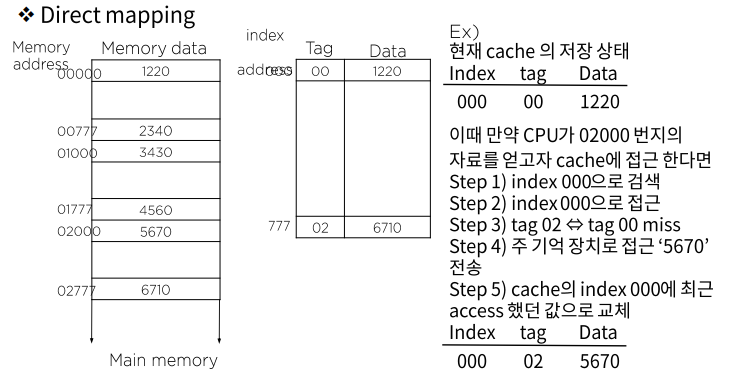 ❖ Direct mapping
Memory address
Memory data
00000 1220
00777 2340
01000 3430
01777 4560
02000 5670
02777 6710
Main memory
index
address
Tag Data
000 00 1220
777 02 6710
Ex)
현재 cache 의 저장 상태
Index tag Data
000 00 1220
이때 만약 CPU가 02000 번지의
자료를 얻고자 cache에 접근 한다면
Step 1) index 000으로 검색
Step 2) index 000으로 접근
Step 3) tag 02 ⇔ tag 00 miss
Step 4) 주 기억 장치로 접근 ‘5670’
전송
Step 5) cache의 index 000에 최근
access 했던 값으로 교체
Index tag Data
000 02 5670